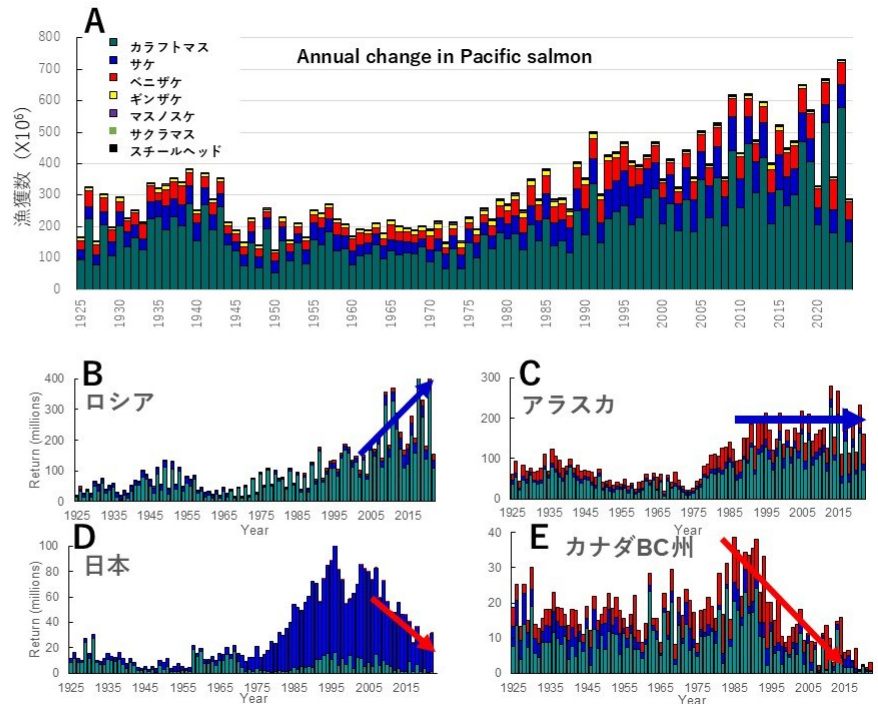 A
Annual change in Pacific salmon
カラフトマス
サケ
ベニザケ
ギンザケ
マスノスケ
サクラマス
スチールヘッド
漁獲数（X10⁶）
800
700
600
500
400
300
200
100
0
1925
1930
1935
1940
1945
1950
1955
1960
1965
1970
1975
1980
1985
1990
1995
2000
2005
2010
2015
2020
B
ロシア
Return (millions)
400
300
200
100
0
1925 1935 1945 1955 1965 1975 1985 1995 2005 2015
Year
C
アラスカ
300
200
100
0
1925 1935 1945 1955 1965 1975 1985 1995 2005 2015
D
日本
Return (millions)
100
80
60
40
20
0
1925 1935 1945 1955 1965 1975 1985 1995 2005 2015
Year
E
カナダBC州
Year
40
30
20
10
0
1925 1935 1945 1955 1965 1975 1985 1995 2005 2015
Year